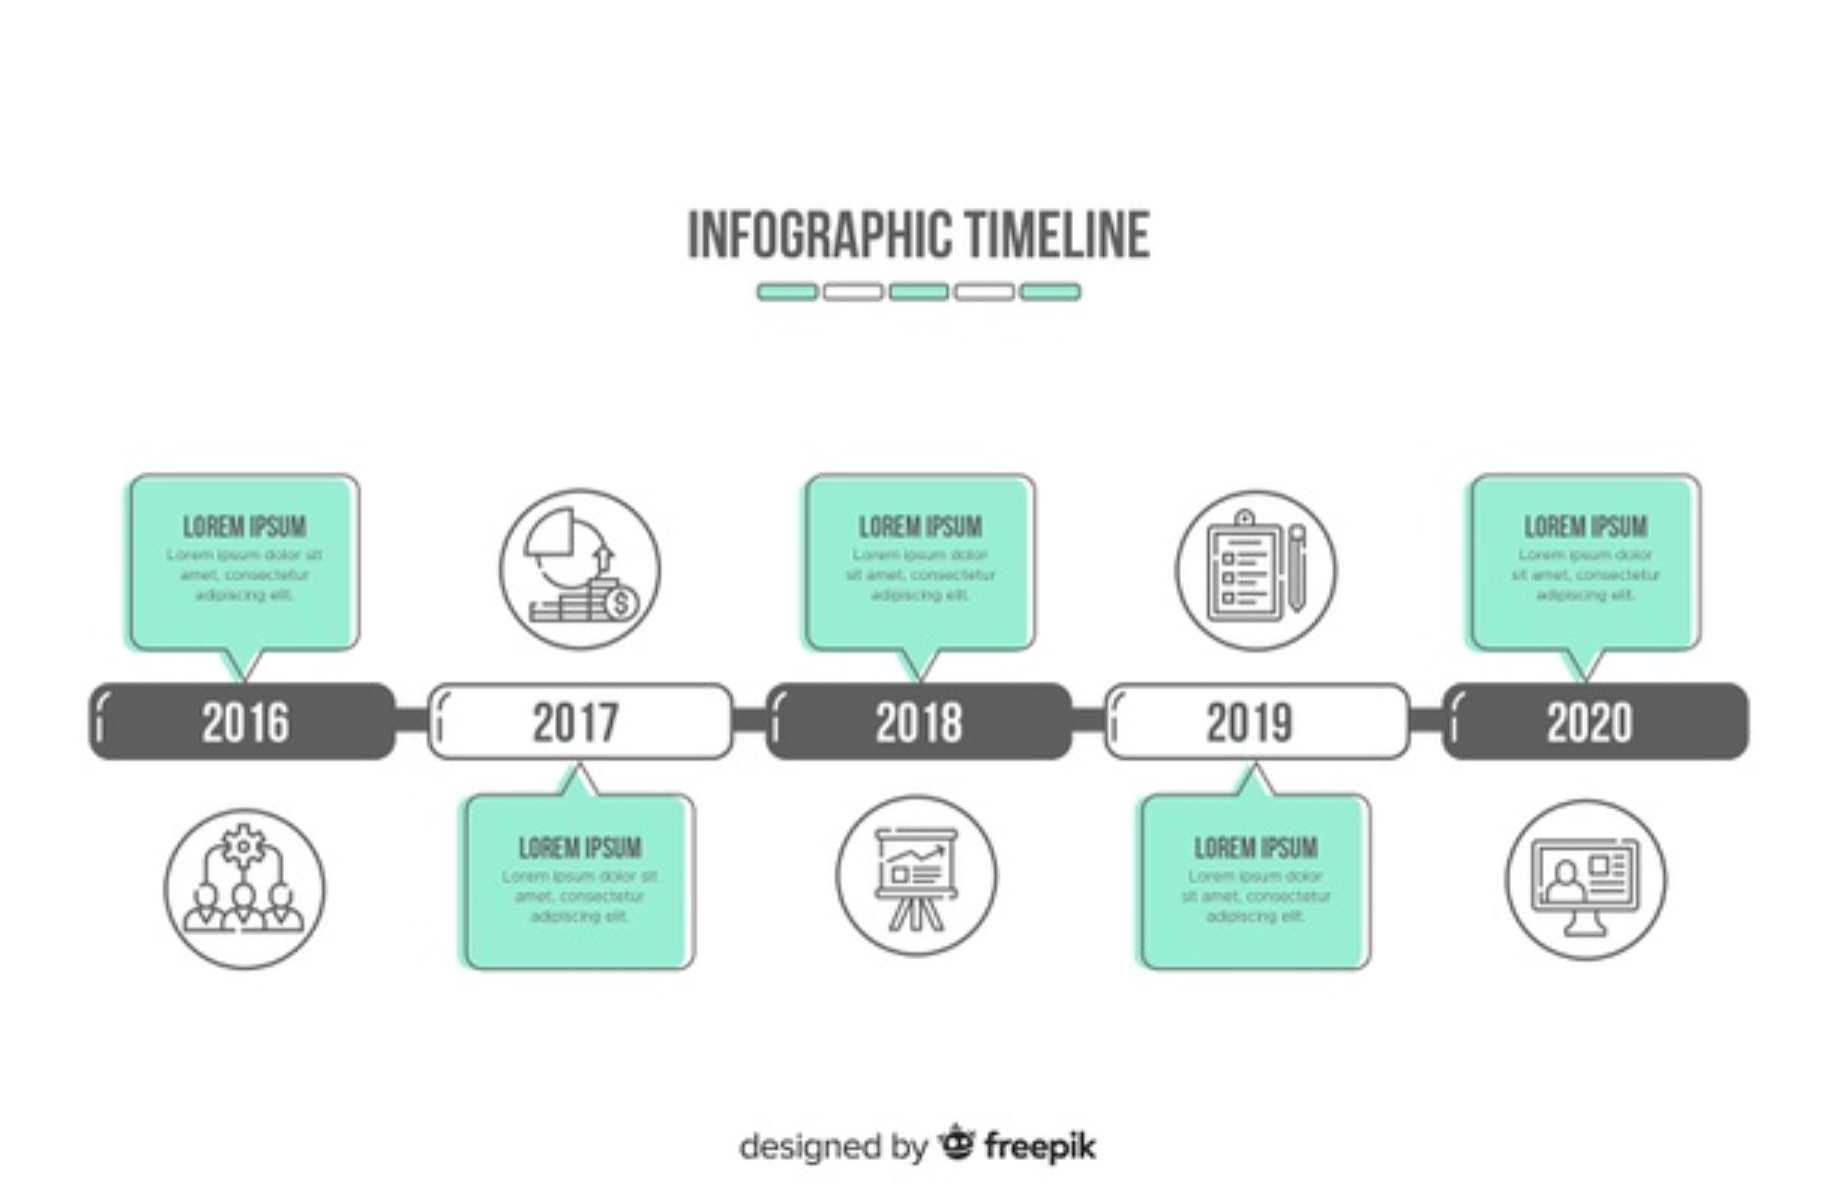 INFOGRAPHIC TIMELINE
LOREM IPSUM
Lorem ipsum dolor sit
amet, consectetur
adipiscing elit.
LOREM IPSUM
Lorem ipsum dolor
sit amet, consectetur
adipiscing elit.
LOREM IPSUM
Lorem ipsum dolor
sit amet, consectetur
adipiscing elit.
$
2016
2017
2018
2019
2020
LOREM IPSUM
Lorem ipsum dolor sit
amet, consectetur
adipiscing elit.
LOREM IPSUM
Lorem ipsum dolor
sit amet, consectetur
adipiscing elit.
designed by freepik